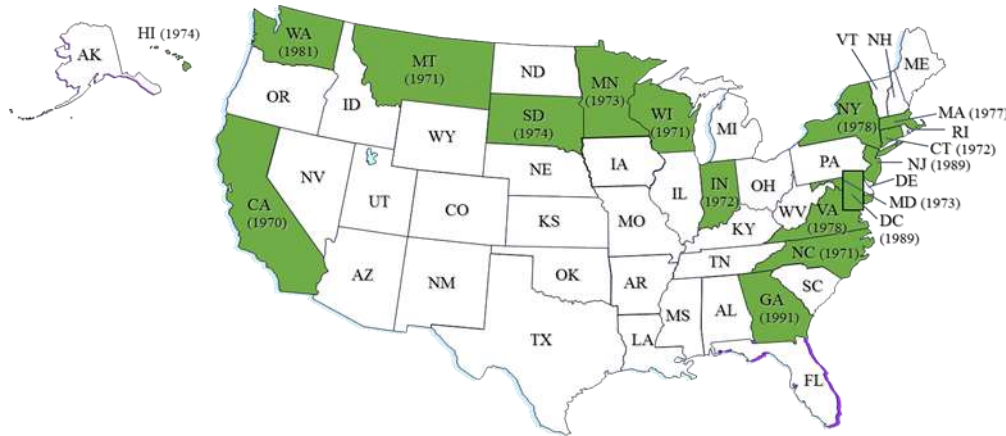 HI (1974)
AK
WA
(1981)
MT
(1971)
ND
MN
(1973)
VT
NH
ME
OR
ID
SD
(1974)
WI
(1971)
MI
NY
(1978)
MA (1977)
RI
CT (1972)
NJ (1989)
WY
NE
IA
PA
DE
MD (1973)
DC
(1989)
CA
(1970)
NV
UT
CO
KS
MO
IL
IN
(1972)
OH
WV
VA
(1978)
KY
NC (1971)
TN
AZ
NM
OK
AR
SC
MS
AL
GA
(1991)
TX
LA
FL